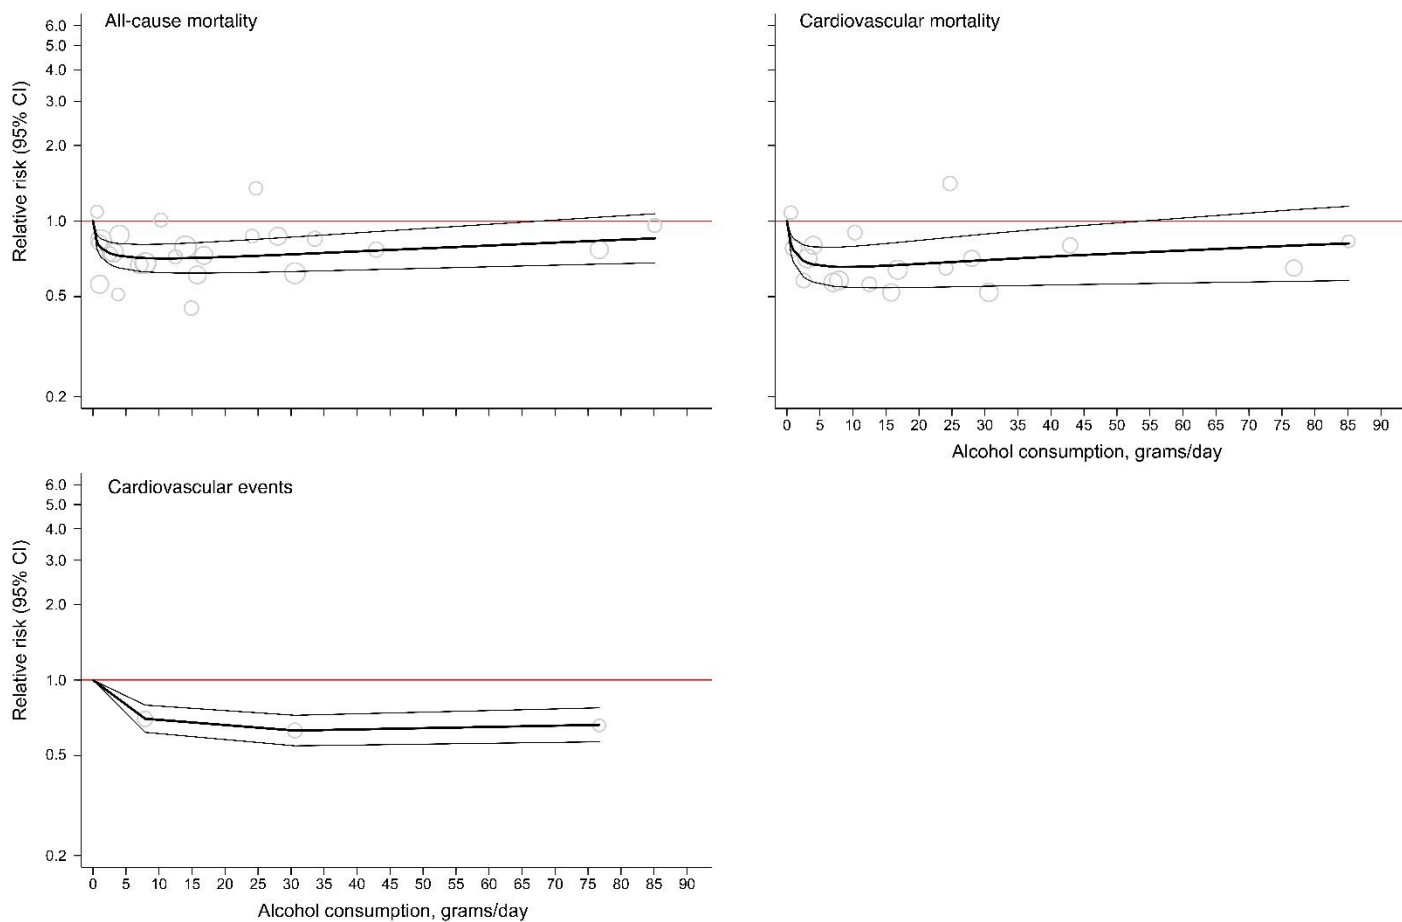 All-cause mortality
6.0
5.0
4.0
3.0
2.0
1.0
0.5
0.2
Relative risk (95% CI)
Cardiovascular mortality
0 5 10 15 20 25 30 35 40 45 50 55 60 65 70 75 80 85 90
Alcohol consumption, grams/day
Cardiovascular events
6.0
5.0
4.0
3.0
2.0
1.0
0.5
0.2
Relative risk (95% CI)
0 5 10 15 20 25 30 35 40 45 50 55 60 65 70 75 80 85 90
Alcohol consumption, grams/day